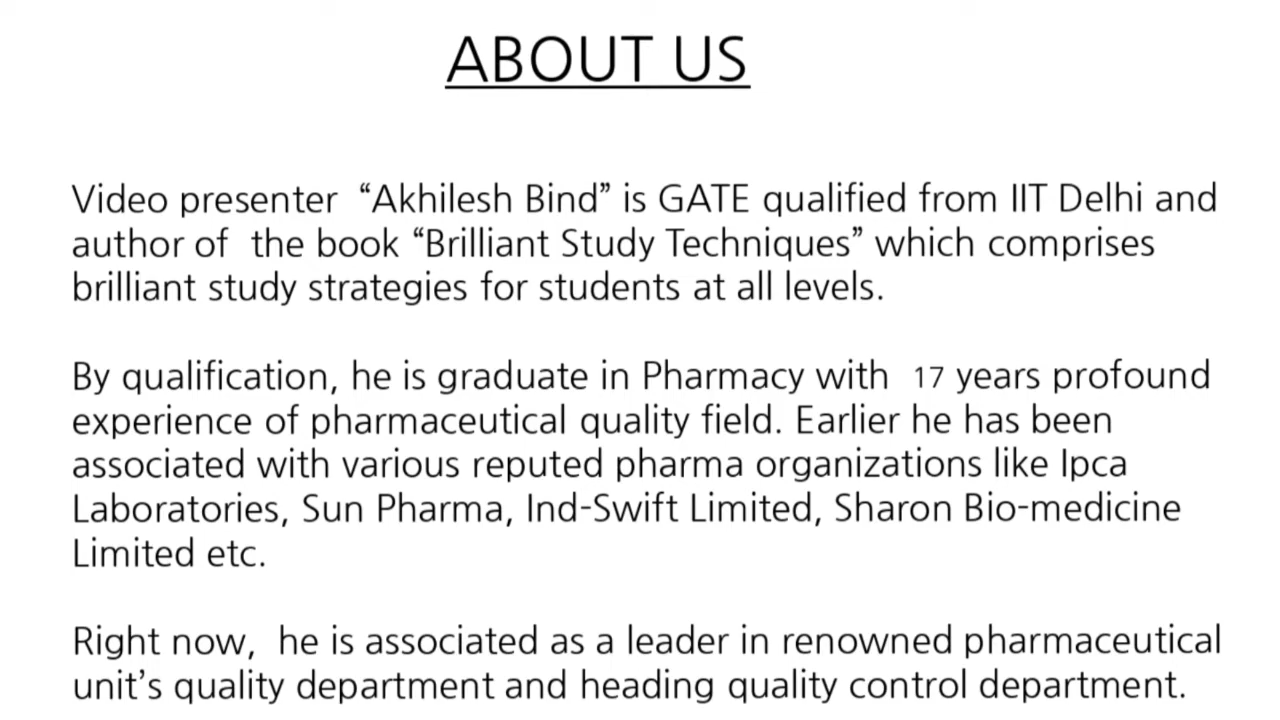 ABOUT US
Video presenter “Akhilesh Bind” is GATE qualified from IIT Delhi and
author of the book “Brilliant Study Techniques” which comprises
brilliant study strategies for students at all levels.
By qualification, he is graduate in Pharmacy with 17 years profound
experience of pharmaceutical quality field. Earlier he has been
associated with various reputed pharma organizations like Ipca
Laboratories, Sun Pharma, Ind-Swift Limited, Sharon Bio-medicine
Limited etc.
Right now, he is associated as a leader in renowned pharmaceutical
unit’s quality department and heading quality control department.